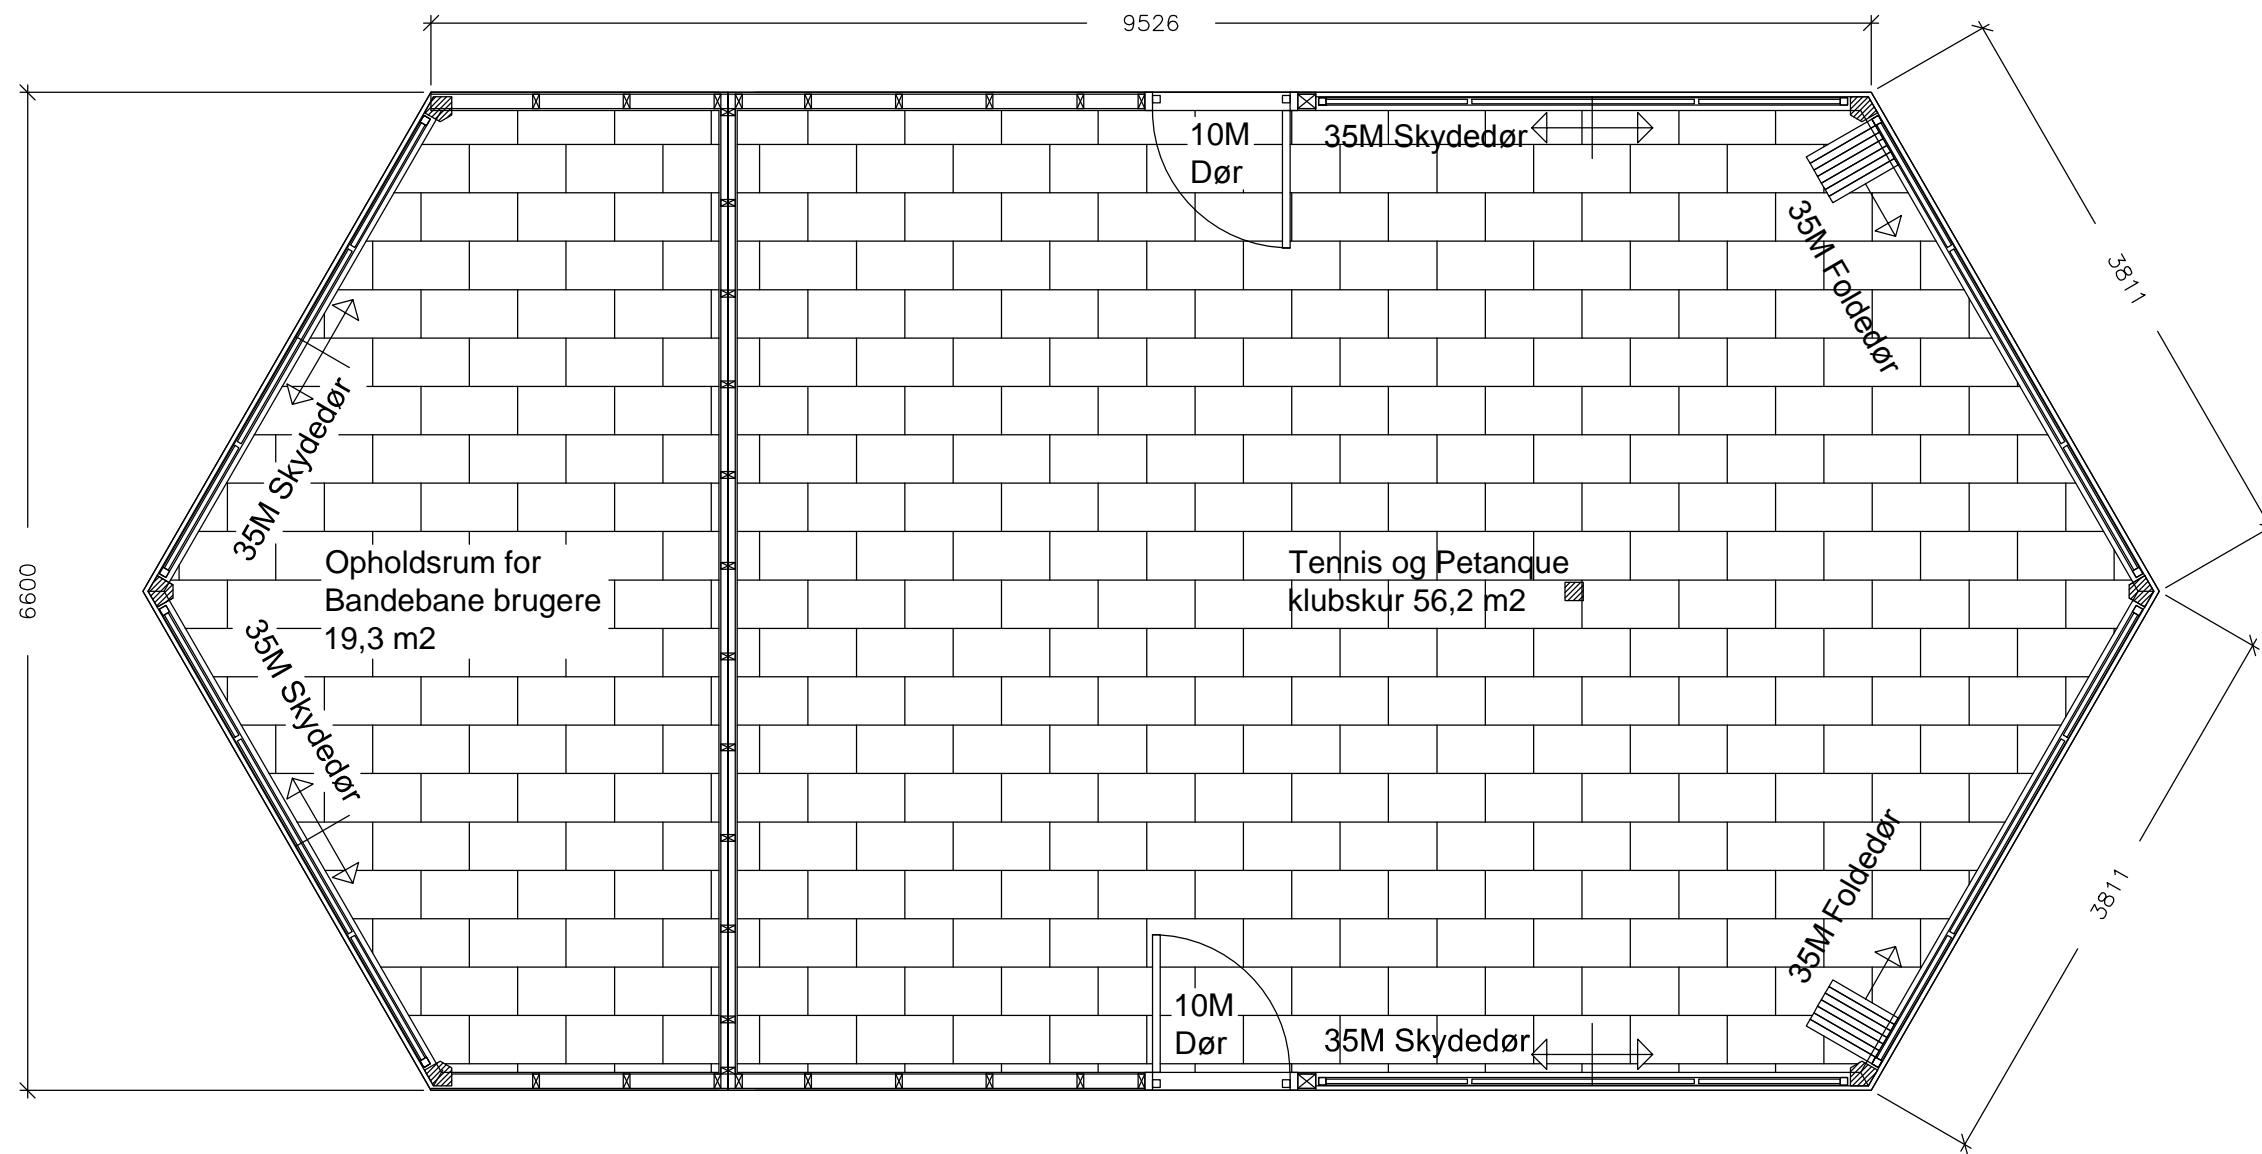 9526
10M
Dør
35M Skydedør
35M Foldedør
3811
35M Skydedør
6600
Opholdsrum for
Bandebane brugere
19,3 m2
Tennis og Petanque
klubskur 56,2 m2
35M Skydedør
35M Foldedør
3811
10M
Dør
35M Skydedør